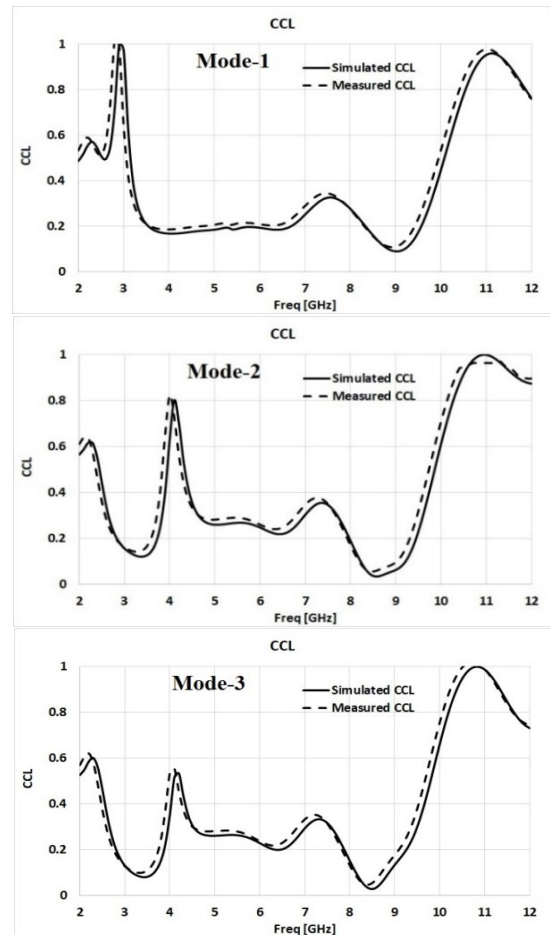 CCL
Mode-1
Simulated CCL
Measured CCL
CCL
1
0.8
0.6
0.4
0.2
0
2 3 4 5 6 7 8 9 10 11 12
Freq [GHz]
CCL
Mode-2
Simulated CCL
Measured CCL
CCL
1
0.8
0.6
0.4
0.2
0
2 3 4 5 6 7 8 9 10 11 12
Freq [GHz]
CCL
Mode-3
Simulated CCL
Measured CCL
CCL
1
0.8
0.6
0.4
0.2
0
2 3 4 5 6 7 8 9 10 11 12
Freq [GHz]